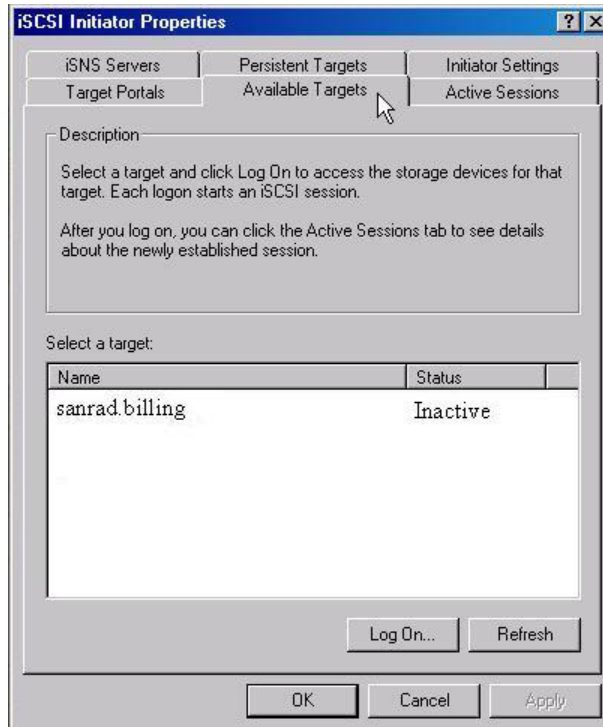 iSCSI Initiator Properties
iSNS Servers Persistent Targets Initiator Settings
Target Portals Available Targets Active Sessions
Description
Select a target and click Log On to access the storage devices for that
target. Each logon starts an iSCSI session.
After you log on, you can click the Active Sessions tab to see details
about the newly established session.
Select a target:
Name Status
sanrad.billing Inactive
Log On... Refresh
OK Cancel Apply